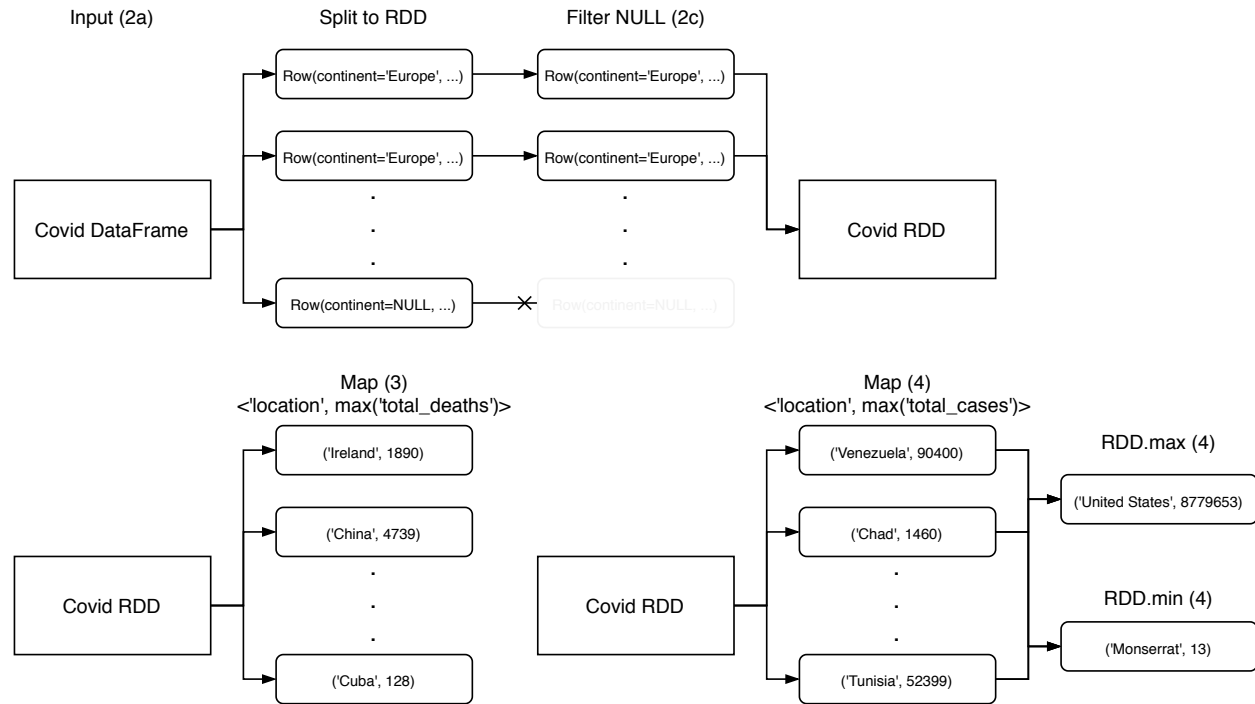 Input (2a)
Split to RDD
Filter NULL (2c)
Row(continent='Europe', ...)
Row(continent='Europe', ...)
Row(continent='Europe', ...)
Row(continent='Europe', ...)
Covid DataFrame
Covid RDD
Row(continent=NULL, ...)
Row(continent=NULL, ...)
Map (3)
<'location', max('total_deaths')>
('Ireland', 1890)
('China', 4739)
Covid RDD
('Cuba', 128)
Map (4)
<'location', max('total_cases')>
('Venezuela', 90400)
('Chad', 1460)
Covid RDD
('Tunisia', 52399)
RDD.max (4)
('United States', 8779653)
RDD.min (4)
('Monserrat', 13)